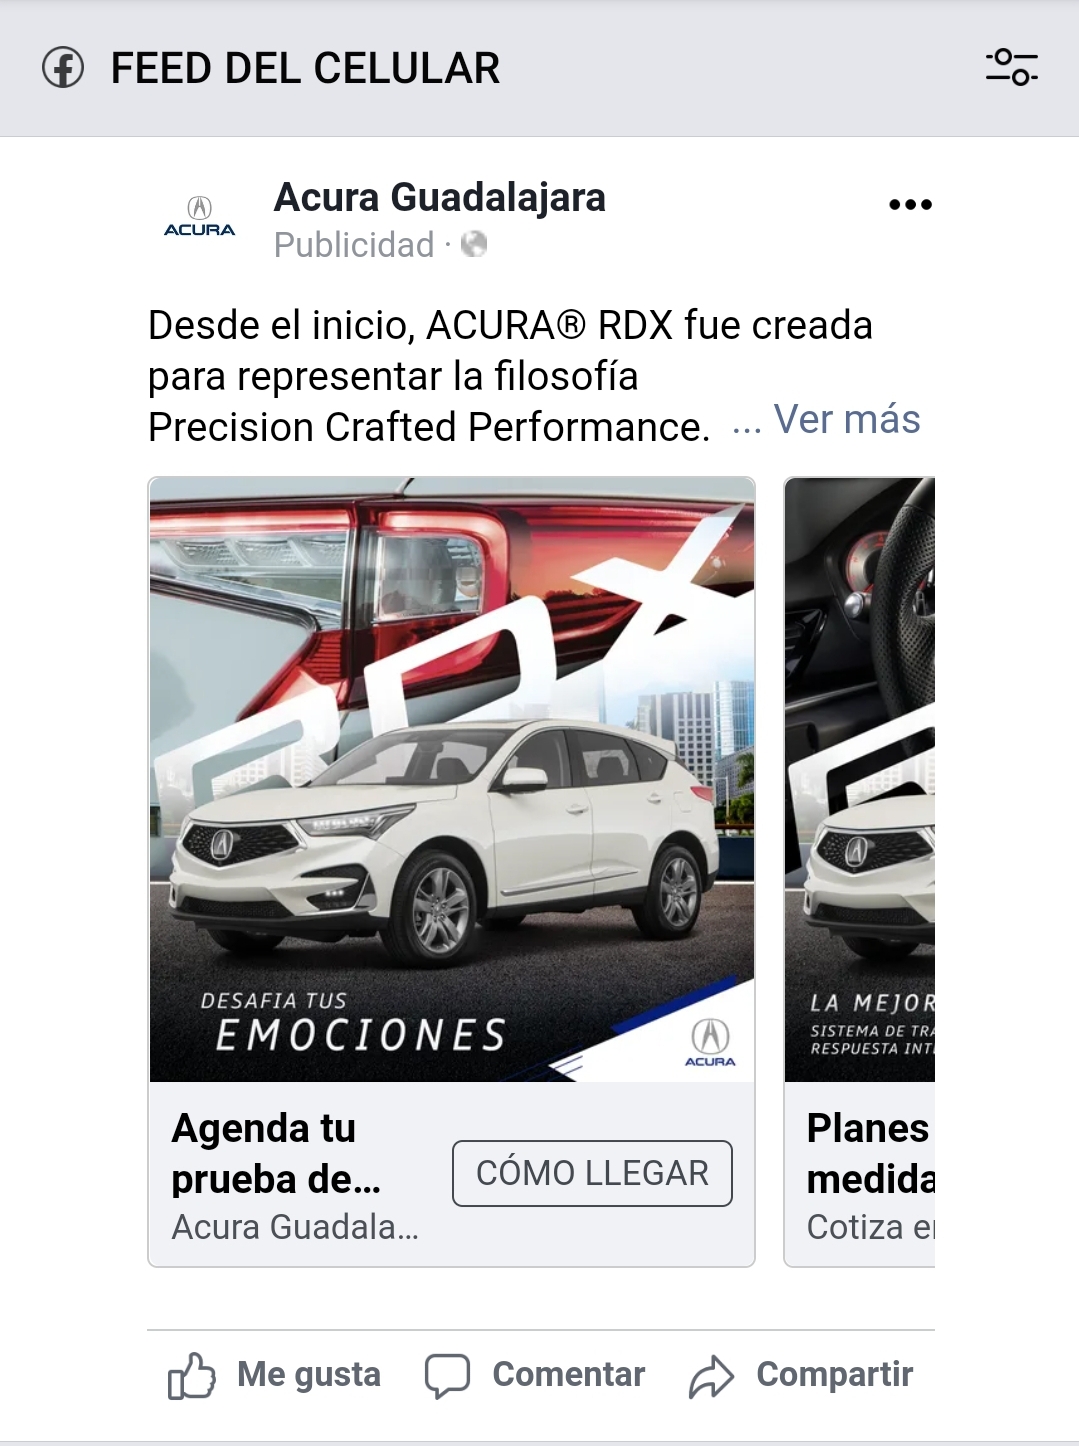 FEED DEL CELULAR
Acura Guadalajara
Publicidad ·
ACURA
Desde el inicio, ACURA® RDX fue creada
para representar la filosofía
Precision Crafted Performance. ... Ver más
RDX
DESAFIA TUS
EMOCIONES
ACURA
LA MEJOR
SISTEMA DE TRA
RESPUESTA INT
Agenda tu
prueba de...
Acura Guadala...
CÓMO LLEGAR
Planes
medida
Cotiza e
Me gusta Comentar Compartir